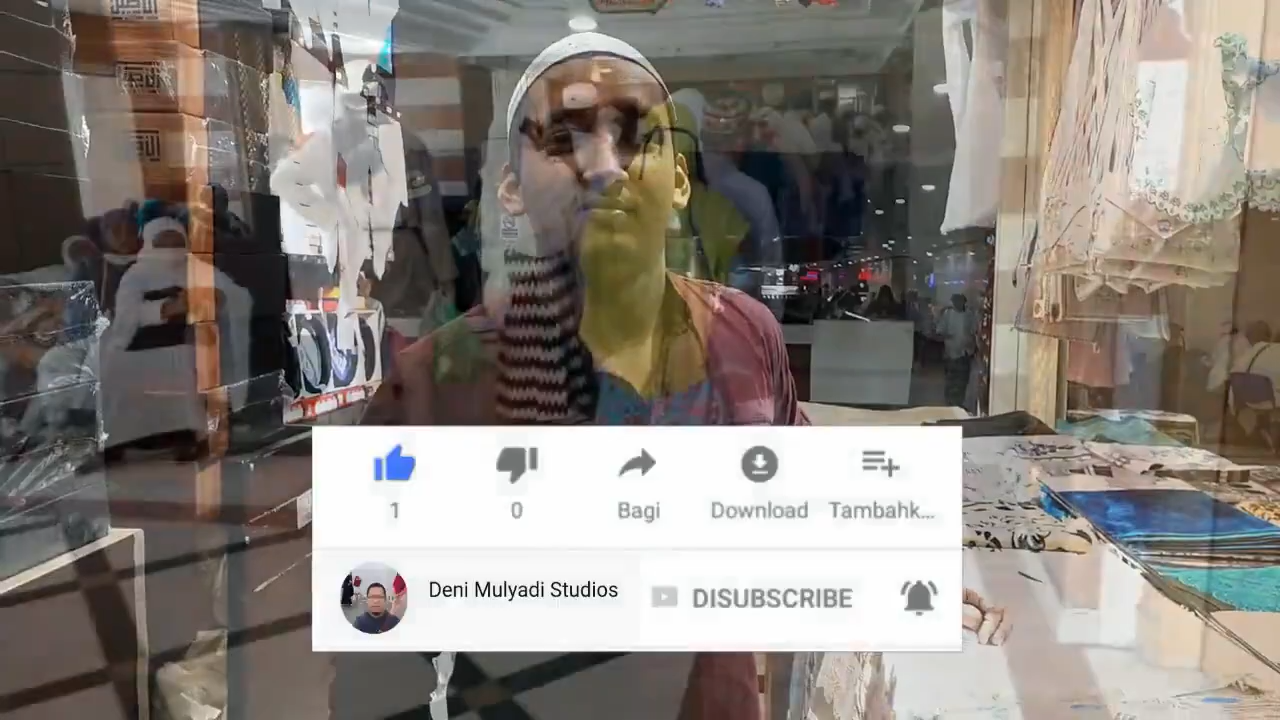 1
0
Bagi
Download
Tambahk...
Deni Mulyadi Studios
DISUBSCRIBE